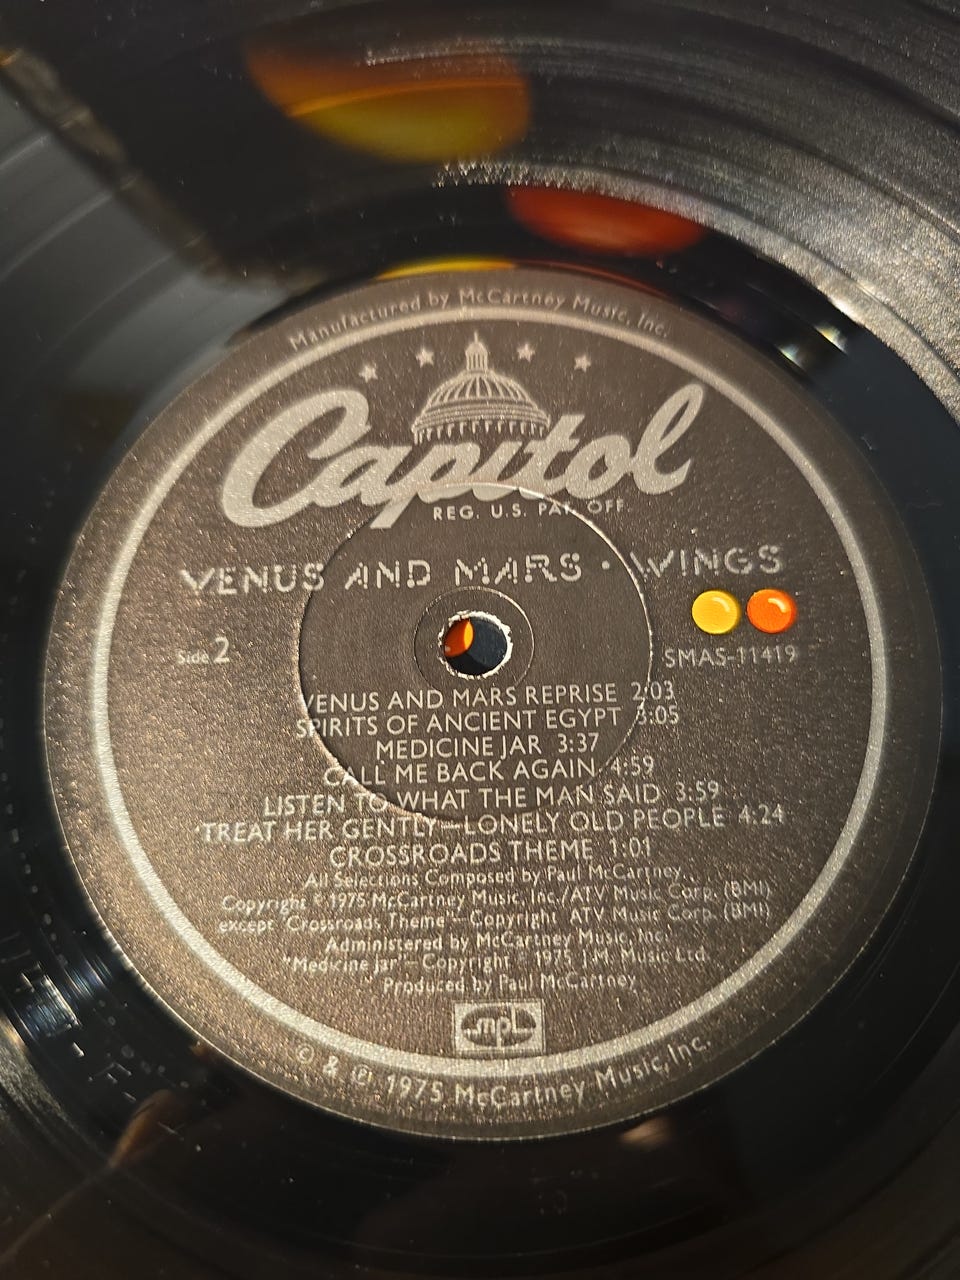 Manufactured by McCartney Music, Inc.
Capitol
REG. U.S. PAT. OFF.
VENUS AND MARS · WINGS
Side 2
SMAS-11419
VENUS AND MARS REPRISE 2:03
SPIRITS OF ANCIENT EGYPT 3:05
MEDICINE JAR 3:37
CALL ME BACK AGAIN 4:59
LISTEN TO WHAT THE MAN SAID 3:59
TREAT HER GENTLY—LONELY OLD PEOPLE 4:24
CROSSROADS THEME 1:01
All Selections Composed by Paul McCartney.
Copyright © 1975 McCartney Music, Inc./ATV Music Corp. (BMI)
except "Crossroads Theme"—Copyright ATV Music Corp. (BMI)
Administered by McCartney Music, Inc.
"Medicine Jar"—Copyright © 1975 J.M. Music Ltd.
Produced by Paul McCartney
mpl
© & ℗ 1975 McCartney Music, Inc.